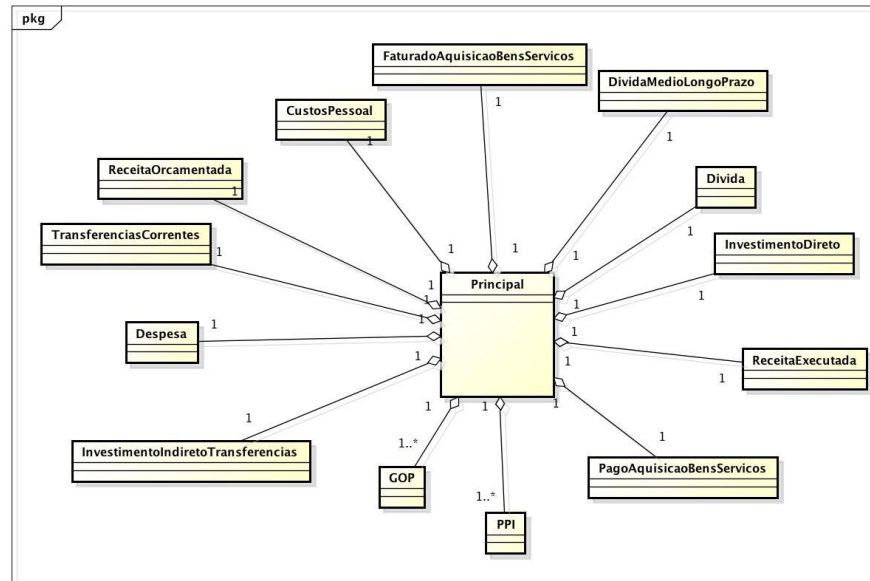 pkg
FaturadoAquisicaoBensServicos
1
DividaMedioLongoPrazo
1
CustosPessoal
1
ReceitaOrcamentada
1
Divida
1
TransferenciasCorrentes
1
InvestimentoDireto
1
1
1
1
Principal
1
1
1
1
1
Despesa
1
1
1
ReceitaExecutada
1
1
1
InvestimentoIndiretoTransferencias
1
1
1
1
PagoAquisicaoBensServicos
1
1..*
GOP
1..*
PPI